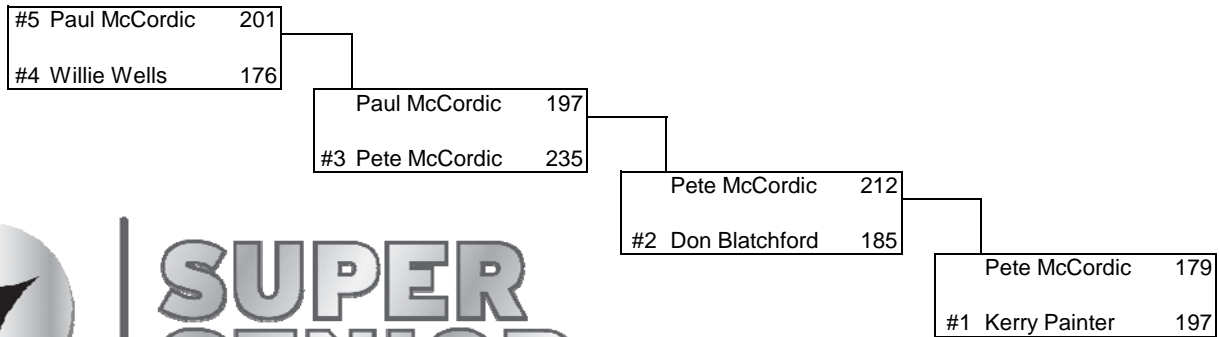 #5 Paul McCordic 201
#4 Willie Wells 176
Paul McCordic 197
#3 Pete McCordic 235
Pete McCordic 212
#2 Don Blatchford 185
Pete McCordic 179
#1 Kerry Painter 197
SUPER
SENIOR